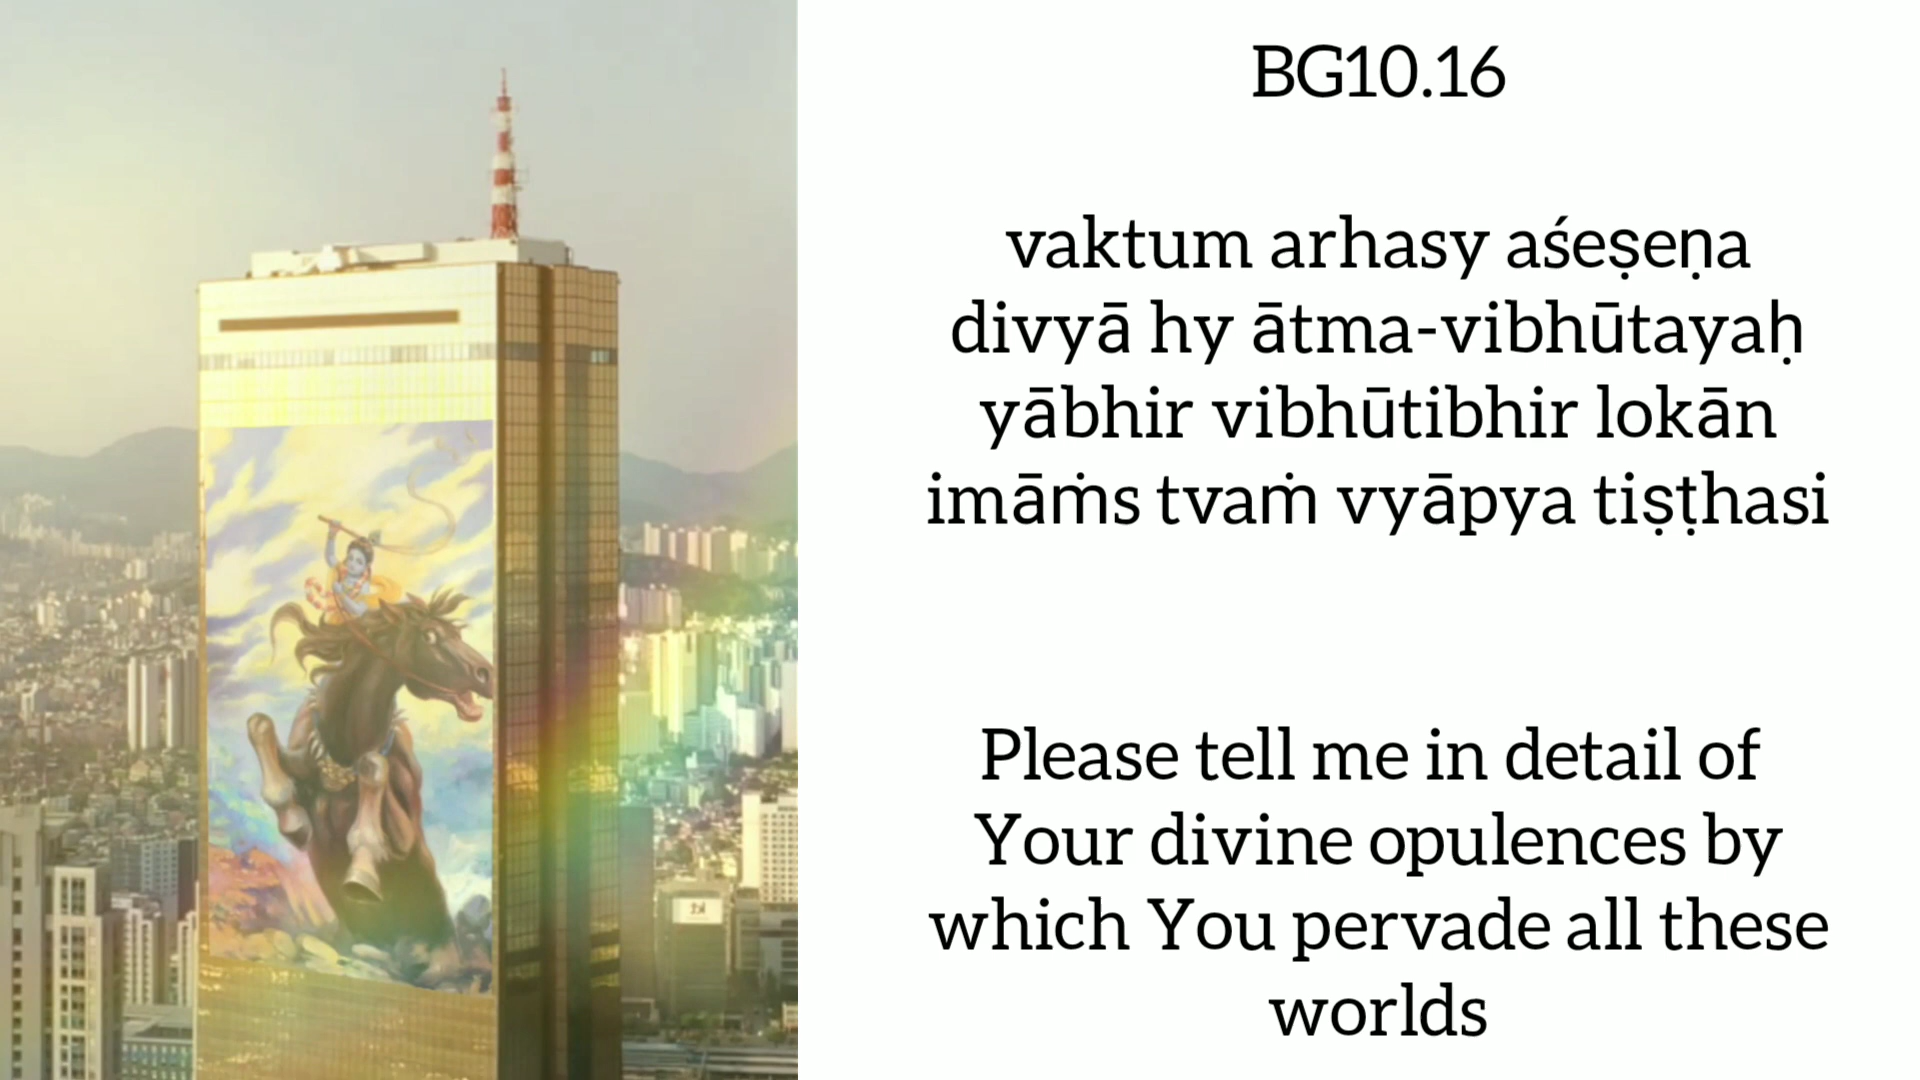 BG10.16
vaktum arhasy aśeṣeṇa
divyā hy ātma-vibhūtayaḥ
yābhir vibhūtibhir lokān
imāṁs tvaṁ vyāpya tiṣṭhasi
Please tell me in detail of
Your divine opulences by
which You pervade all these
worlds